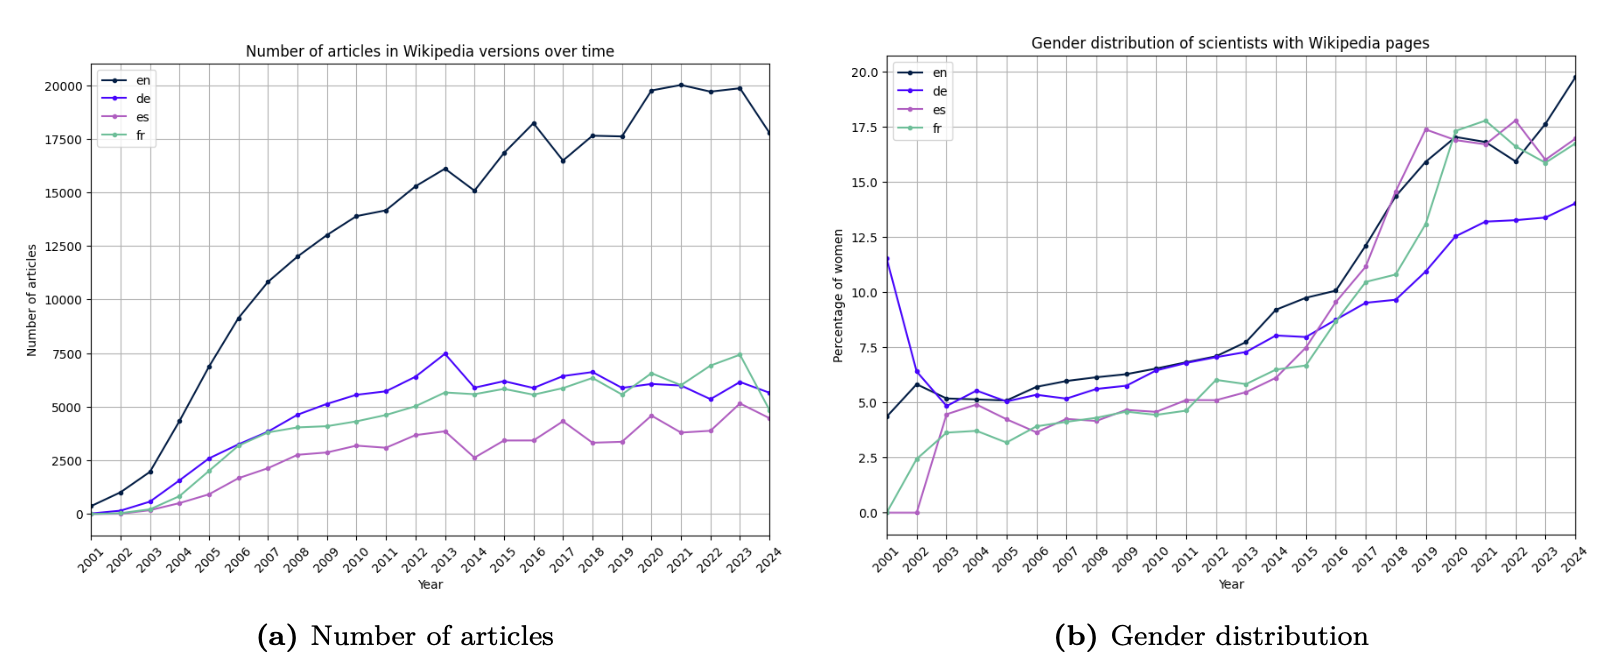 Number of articles in Wikipedia versions over time
en
de
es
fr
20000
17500
15000
12500
10000
7500
5000
2500
0
Number of articles
2001 2002 2003 2004 2005 2006 2007 2008 2009 2010 2011 2012 2013 2014 2015 2016 2017 2018 2019 2020 2021 2022 2023 2024
Year
(a) Number of articles
Gender distribution of scientists with Wikipedia pages
en
de
es
fr
20.0
17.5
15.0
12.5
10.0
7.5
5.0
2.5
0.0
Percentage of women
2001 2002 2003 2004 2005 2006 2007 2008 2009 2010 2011 2012 2013 2014 2015 2016 2017 2018 2019 2020 2021 2022 2023 2024
Year
(b) Gender distribution